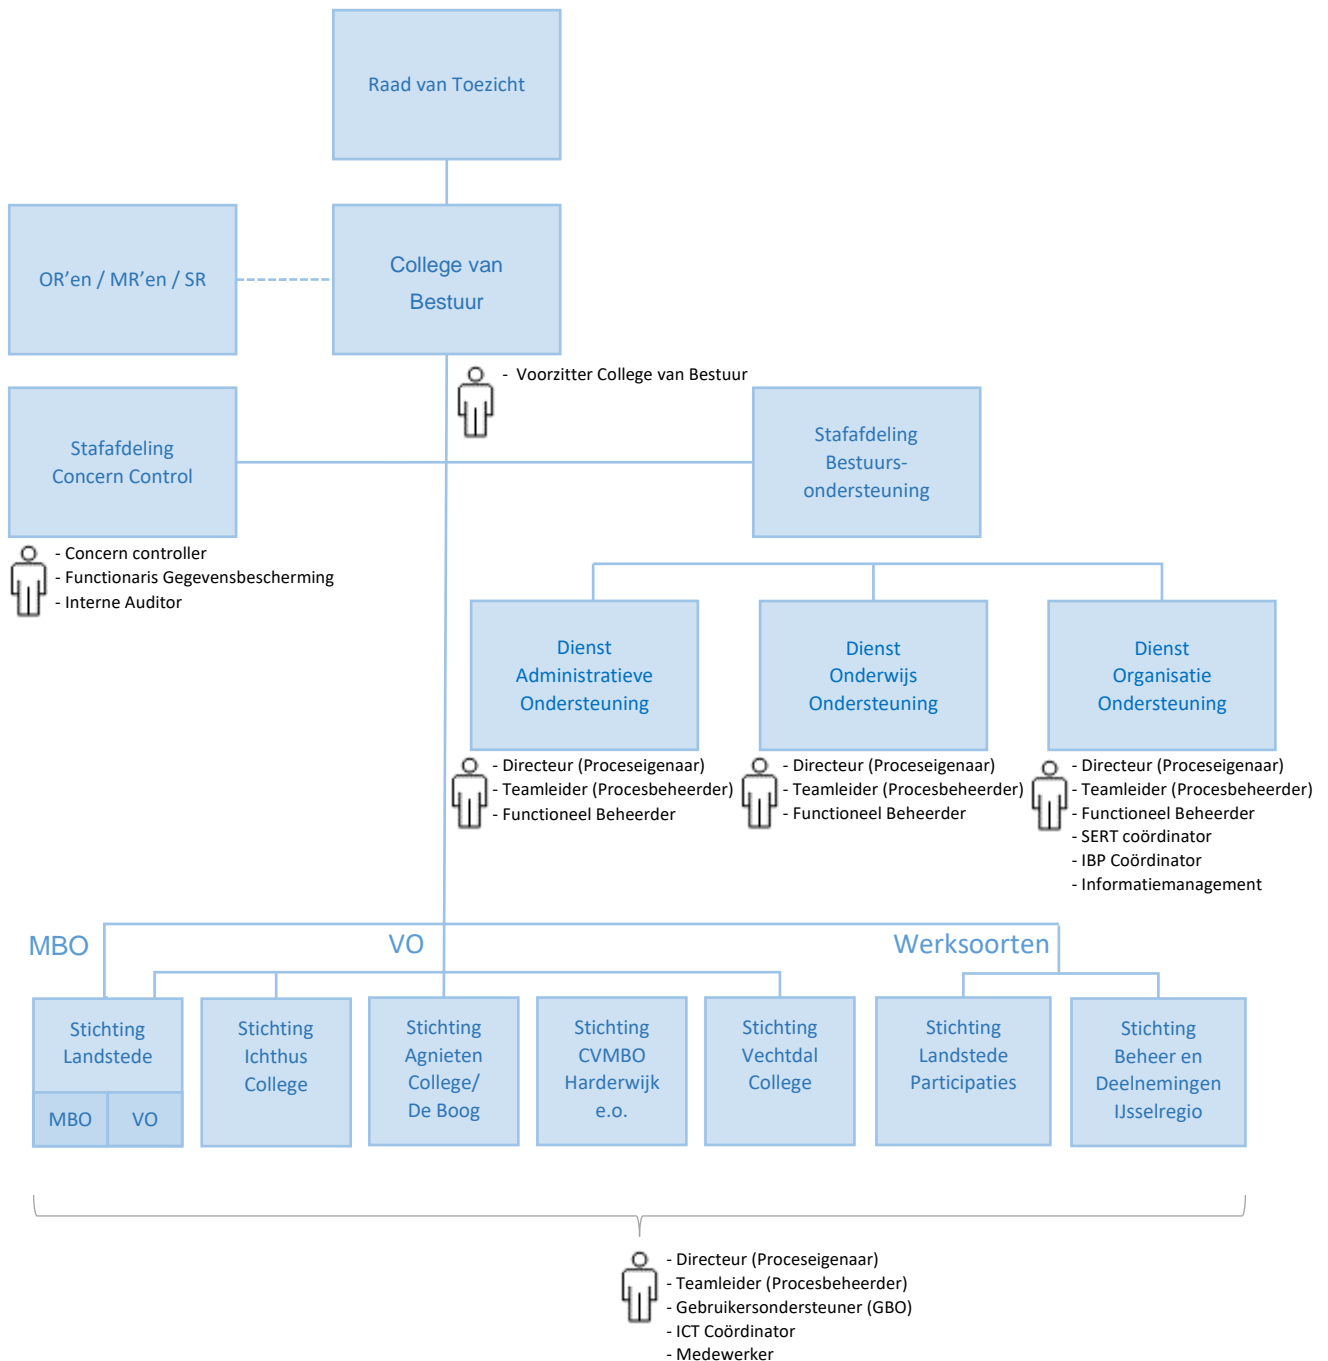 Raad van Toezicht
OR'en / MR'en / SR
College van
Bestuur
- Voorzitter College van Bestuur
Stafafdeling
Concern Control
Stafafdeling
Bestuurs-
ondersteuning
- Concern controller
- Functionaris Gegevensbescherming
- Interne Auditor
Dienst
Administratieve
Ondersteuning
Dienst
Onderwijs
Ondersteuning
Dienst
Organisatie
Ondersteuning
- Directeur (Proceseigenaar)
- Teamleider (Procesbeheerder)
- Functioneel Beheerder
- Directeur (Proceseigenaar)
- Teamleider (Procesbeheerder)
- Functioneel Beheerder
- Directeur (Proceseigenaar)
- Teamleider (Procesbeheerder)
- Functioneel Beheerder
- SERT coördinator
- IBP Coördinator
- Informatiemanagement
MBO
VO
Werksoorten
Stichting
Landstede
MBO
VO
Stichting
Ichthus
College
Stichting
Agnieten
College/
De Boog
Stichting
CVMBO
Harderwijk
e.o.
Stichting
Vechtdal
College
Stichting
Landstede
Participaties
Stichting
Beheer en
Deelnemingen
IJsselregio
- Directeur (Proceseigenaar)
- Teamleider (Procesbeheerder)
- Gebruikersondersteuner (GBO)
- ICT Coördinator
- Medewerker